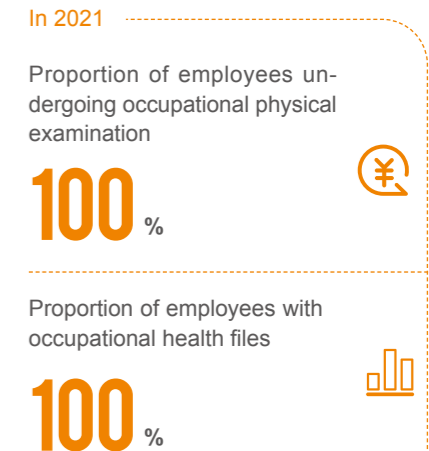 In 2021
Proportion of employees un-
dergoing occupational physical
examination
100 %
¥
Proportion of employees with
occupational health files
100 %